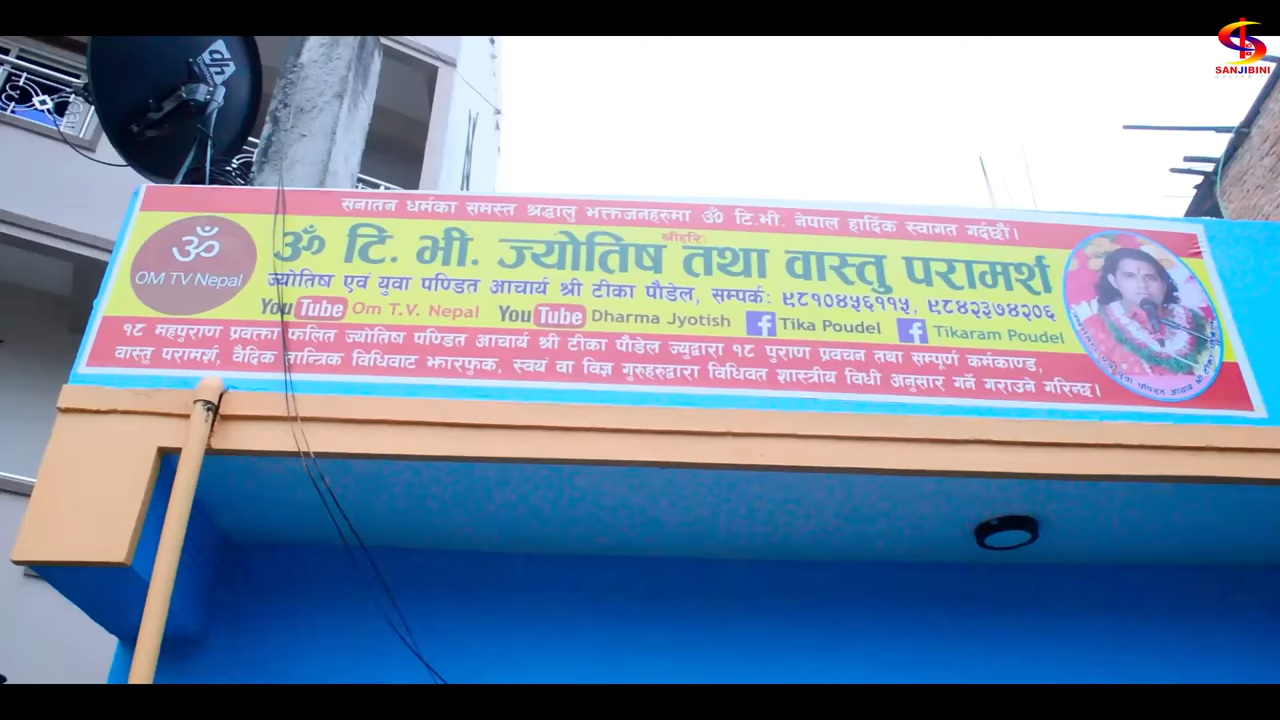 SANJIBINI
dh
सनातन धर्मका समस्त श्रद्धालु भक्तजनहरुमा ॐ टि.भी. नेपाल हार्दिक स्वागत गर्दछौं।
श्रीहरिः
ॐ
OM TV Nepal
ॐ टि. भी. ज्योतिष तथा वास्तु परामर्श
ज्योतिष एवं युवा पण्डित आचार्य श्री टीका पौडेल, सम्पर्कः ९८१०४५६११५, ९८४२३७४२०६
YouTube Om T.V. Nepal YouTube Dharma Jyotish f Tika Poudel f Tikaram Poudel
१८ महपुराण प्रवक्ता फलित ज्योतिष पण्डित आचार्य श्री टीका पौडेल ज्युद्वारा १८ पुराण प्रवचन तथा सम्पूर्ण कर्मकाण्ड,
वास्तु परामर्श, वैदिक तान्त्रिक विधिवाट झारफुक, स्वयं वा विज्ञ गुरुहरुद्वारा विधिवत शास्त्रीय विधी अनुसार गर्ने गराउने गरिन्छ।